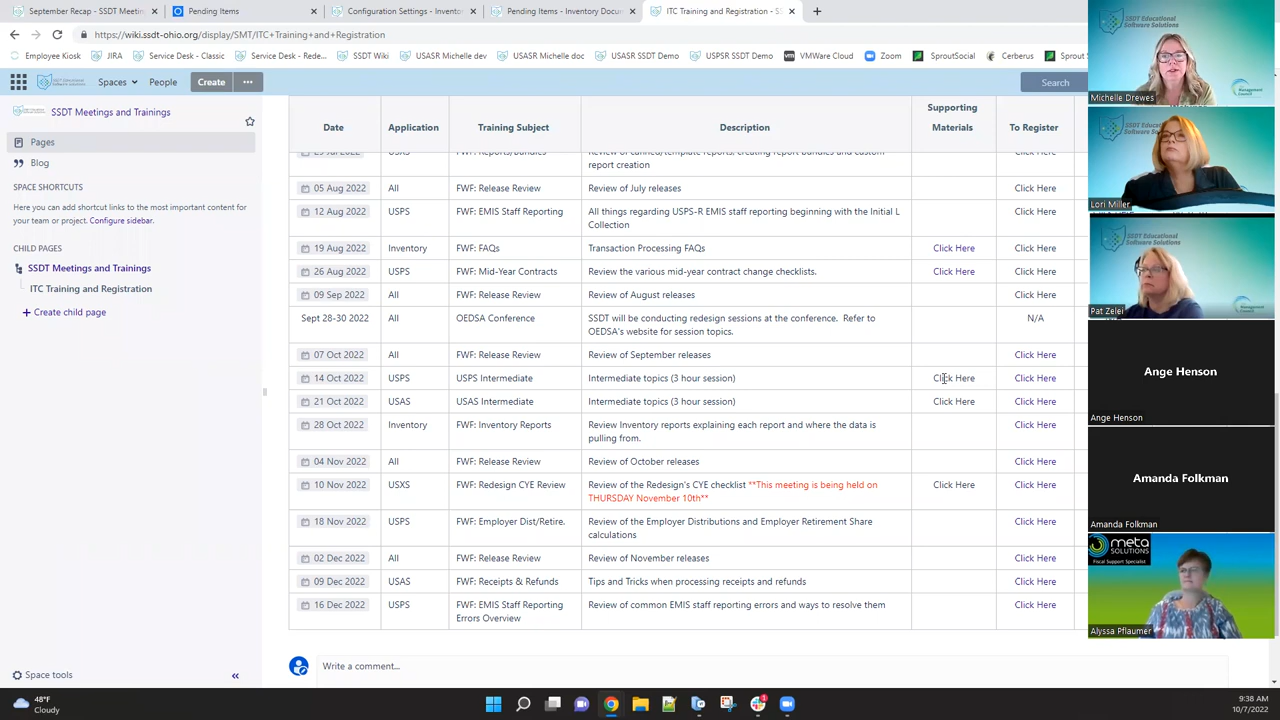 September Recap - SSDT Meeting
Pending Items
Configuration Settings - Inventor
Pending Items - Inventory Docum
ITC Training and Registration - SS
https://wiki.ssdt-ohio.org/display/SMT/ITC+Training+and+Registration
Employee Kiosk JIRA Service Desk - Classic Service Desk - Rede... SSDT Wiki USASR Michelle dev USASR Michelle doc USASR SSDT Demo USPSR SSDT Demo VMWare Cloud Zoom SproutSocial Cerberus Sprout
Spaces People Create ... Search
SSDT Meetings and Trainings
Pages
Blog
SPACE SHORTCUTS
Here you can add shortcut links to the most important content for
your team or project. Configure sidebar.
CHILD PAGES
SSDT Meetings and Trainings
ITC Training and Registration
+ Create child page
Space tools
Date Application Training Subject Description Supporting Materials To Register
report creation
05 Aug 2022 All FWF: Release Review Review of July releases Click Here
12 Aug 2022 USPS FWF: EMIS Staff Reporting All things regarding USPS-R EMIS staff reporting beginning with the Initial L Click Here
Collection
19 Aug 2022 Inventory FWF: FAQs Transaction Processing FAQs Click Here Click Here
26 Aug 2022 USPS FWF: Mid-Year Contracts Review the various mid-year contract change checklists. Click Here Click Here
09 Sep 2022 All FWF: Release Review Review of August releases Click Here
Sept 28-30 2022 All OEDSA Conference SSDT will be conducting redesign sessions at the conference. Refer to N/A
OEDSA's website for session topics.
07 Oct 2022 All FWF: Release Review Review of September releases Click Here
14 Oct 2022 USPS USPS Intermediate Intermediate topics (3 hour session) Click Here Click Here
21 Oct 2022 USAS USAS Intermediate Intermediate topics (3 hour session) Click Here Click Here
28 Oct 2022 Inventory FWF: Inventory Reports Review Inventory reports explaining each report and where the data is Click Here
pulling from.
04 Nov 2022 All FWF: Release Review Review of October releases Click Here
10 Nov 2022 USXS FWF: Redesign CYE Review Review of the Redesign's CYE checklist **This meeting is being held on Click Here Click Here
THURSDAY November 10th**
18 Nov 2022 USPS FWF: Employer Dist/Retire. Review of the Employer Distributions and Employer Retirement Share Click Here
calculations
02 Dec 2022 All FWF: Release Review Review of November releases Click Here
09 Dec 2022 USAS FWF: Receipts & Refunds Tips and Tricks when processing receipts and refunds Click Here
16 Dec 2022 USPS FWF: EMIS Staff Reporting Review of common EMIS staff reporting errors and ways to resolve them Click Here
Errors Overview
Write a comment...
Michelle Drewes
Lori Miller
SSDT Educational
Software Solutions
Pat Zelei
Ange Henson
Ange Henson
Amanda Folkman
Amanda Folkman
meta
SOLUTIONS
Fiscal Support Specialist
Alyssa Pflaumer
48°F
Cloudy
9:38 AM
10/7/2022